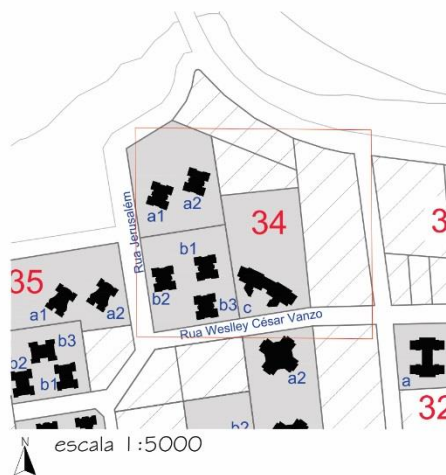 a1
a2
Rua Jerusalém
34
b1
b2
b3
c
35
a1
a2
Rua Weslley César Vanzo
b3
b2
b1
a2
a
32
b2
N
escala 1:5000